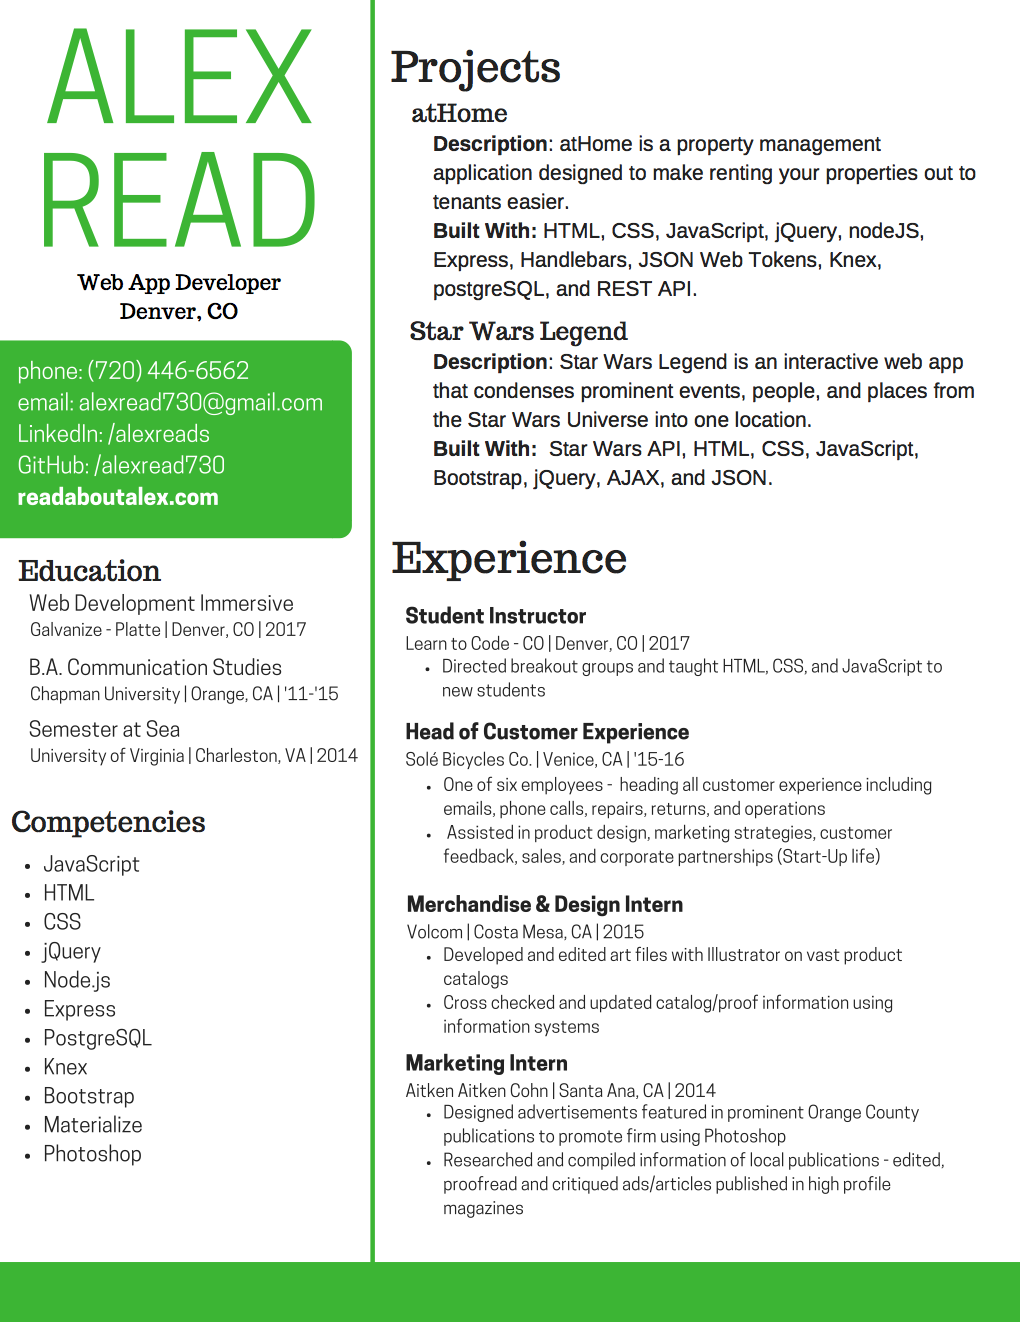 ALEX
READ
Web App Developer
Denver, CO
phone: (720) 446-6562
email: alexread730@gmail.com
LinkedIn: /alexreads
GitHub: /alexread730
readaboutalex.com
Education
Web Development Immersive
Galvanize - Platte | Denver, CO | 2017
B.A. Communication Studies
Chapman University | Orange, CA | '11-'15
Semester at Sea
University of Virginia | Charleston, VA | 2014
Competencies
• JavaScript
• HTML
• CSS
• jQuery
• Node.js
• Express
• PostgreSQL
• Knex
• Bootstrap
• Materialize
• Photoshop
Projects
atHome
Description: atHome is a property management
application designed to make renting your properties out to
tenants easier.
Built With: HTML, CSS, JavaScript, jQuery, nodeJS,
Express, Handlebars, JSON Web Tokens, Knex,
postgreSQL, and REST API.
Star Wars Legend
Description: Star Wars Legend is an interactive web app
that condenses prominent events, people, and places from
the Star Wars Universe into one location.
Built With: Star Wars API, HTML, CSS, JavaScript,
Bootstrap, jQuery, AJAX, and JSON.
Experience
Student Instructor
Learn to Code - CO | Denver, CO | 2017
• Directed breakout groups and taught HTML, CSS, and JavaScript to
new students
Head of Customer Experience
Solé Bicycles Co. | Venice, CA | '15-16
• One of six employees - heading all customer experience including
emails, phone calls, repairs, returns, and operations
• Assisted in product design, marketing strategies, customer
feedback, sales, and corporate partnerships (Start-Up life)
Merchandise & Design Intern
Volcom | Costa Mesa, CA | 2015
• Developed and edited art files with Illustrator on vast product
catalogs
• Cross checked and updated catalog/proof information using
information systems
Marketing Intern
Aitken Aitken Cohn | Santa Ana, CA | 2014
• Designed advertisements featured in prominent Orange County
publications to promote firm using Photoshop
• Researched and compiled information of local publications - edited,
proofread and critiqued ads/articles published in high profile
magazines